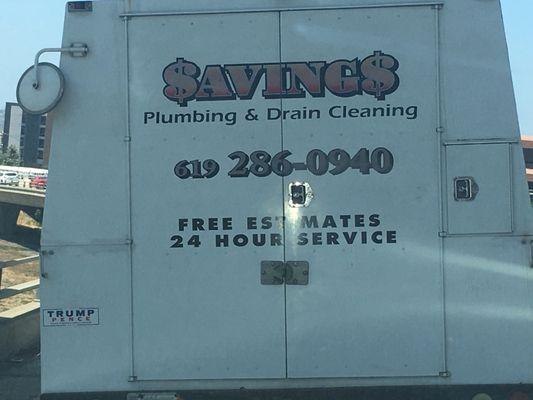 $AVING$
Plumbing & Drain Cleaning
619 286-0940
FREE ESTIMATES
24 HOUR SERVICE
TRUMP
PENCE